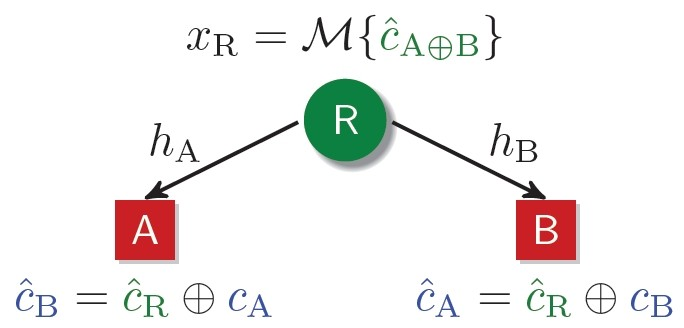 x_R = ℳ{ĉ_A⊕B}
R
h_A h_B
A B
ĉ_B = ĉ_R ⊕ c_A ĉ_A = ĉ_R ⊕ c_B